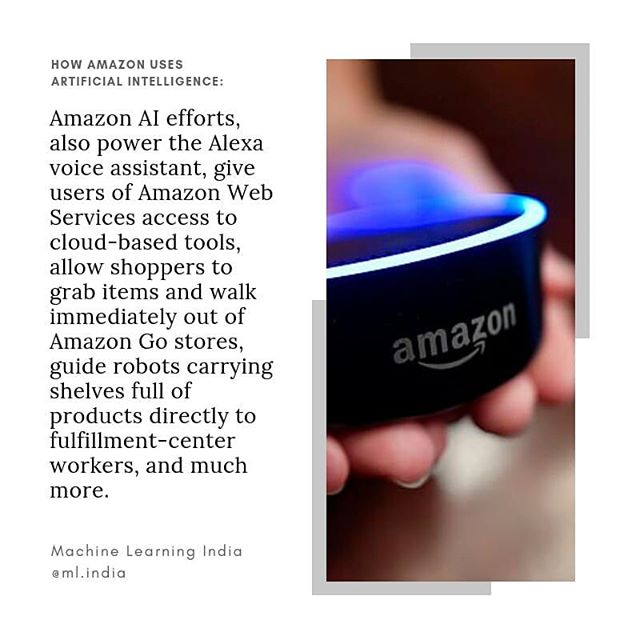 HOW AMAZON USES
ARTIFICIAL INTELLIGENCE:
Amazon AI efforts,
also power the Alexa
voice assistant, give
users of Amazon Web
Services access to
cloud-based tools,
allow shoppers to
grab items and walk
immediately out of
Amazon Go stores,
guide robots carrying
shelves full of
products directly to
fulfillment-center
workers, and much
more.
Machine Learning India
@ml.india
amazon